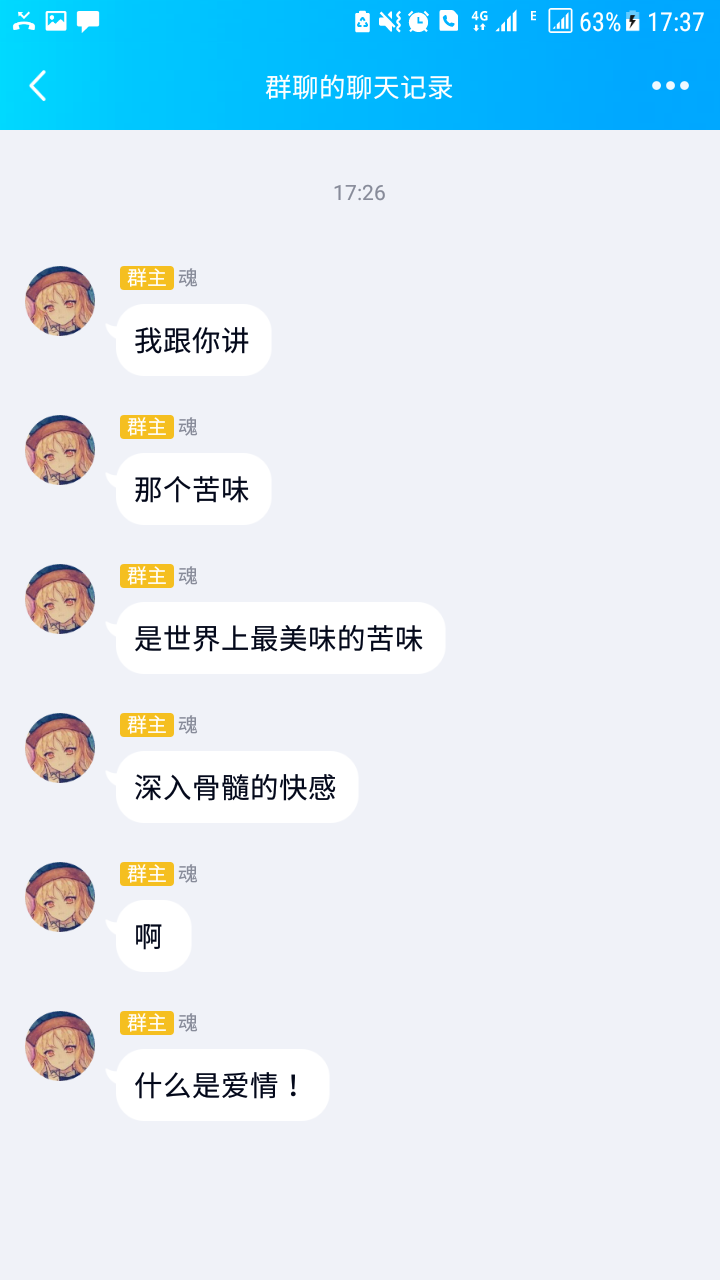 4G E 63% 17:37
群聊的聊天记录
17:26
群主 魂
我跟你讲
群主 魂
那个苦味
群主 魂
是世界上最美味的苦味
群主 魂
深入骨髓的快感
群主 魂
啊
群主 魂
什么是爱情！